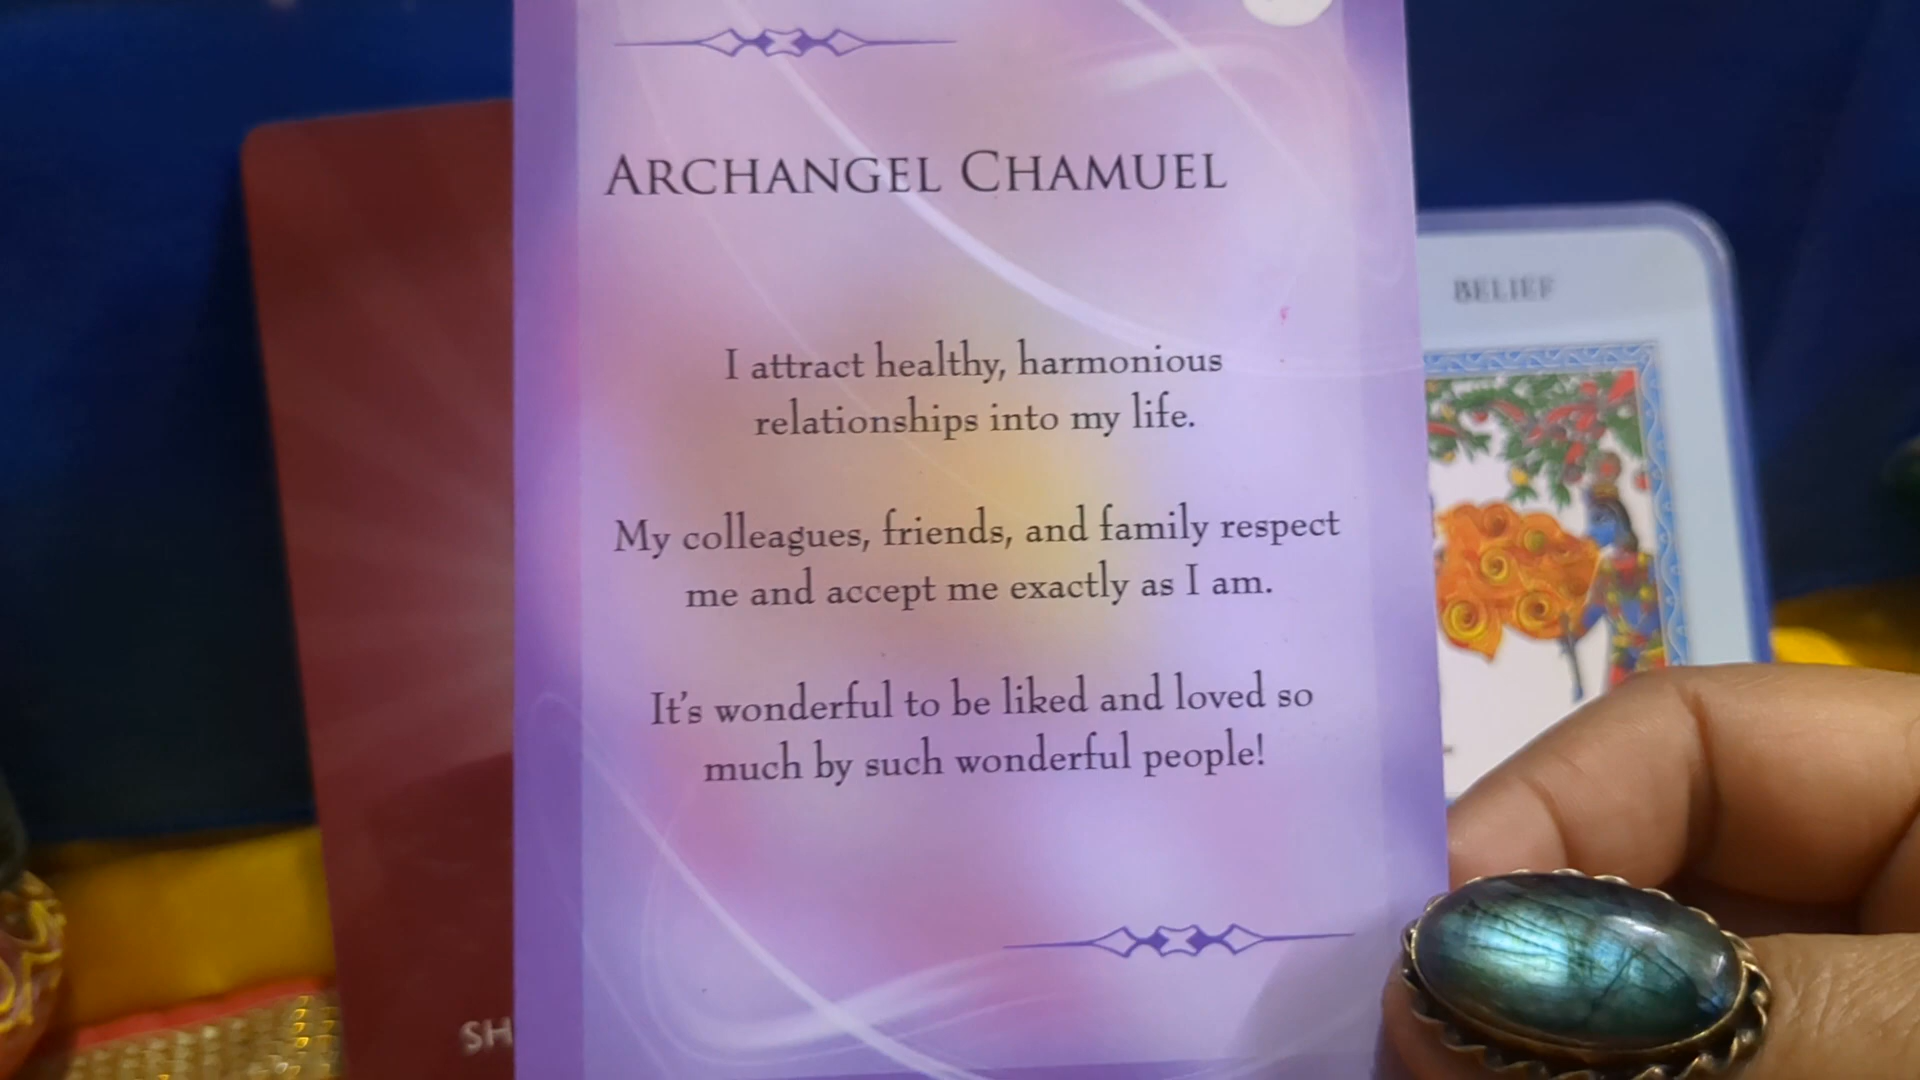 ARCHANGEL CHAMUEL
I attract healthy, harmonious
relationships into my life.
My colleagues, friends, and family respect
me and accept me exactly as I am.
It's wonderful to be liked and loved so
much by such wonderful people!
BELIEF
SH